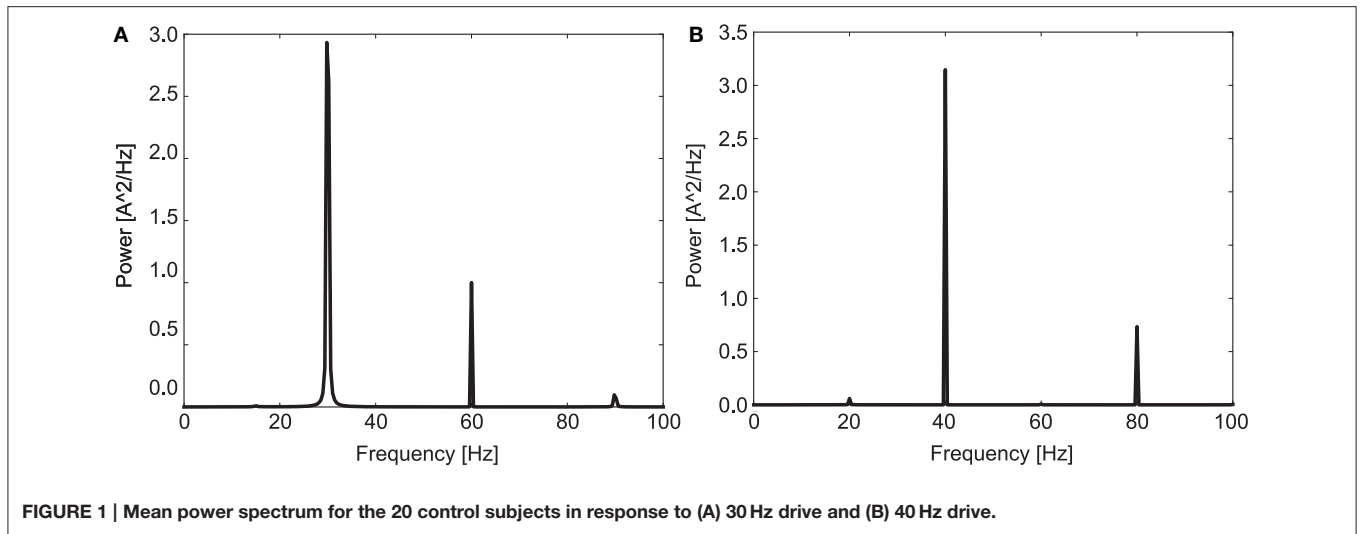 A
3.0
2.5
2.0
1.5
1.0
0.5
0.0
Power [A^2/Hz]
0 20 40 60 80 100
Frequency [Hz]
B
3.5
3.0
2.5
2.0
1.5
1.0
0.5
0.0
Power [A^2/Hz]
0 20 40 60 80 100
Frequency [Hz]
FIGURE 1 | Mean power spectrum for the 20 control subjects in response to (A) 30 Hz drive and (B) 40 Hz drive.